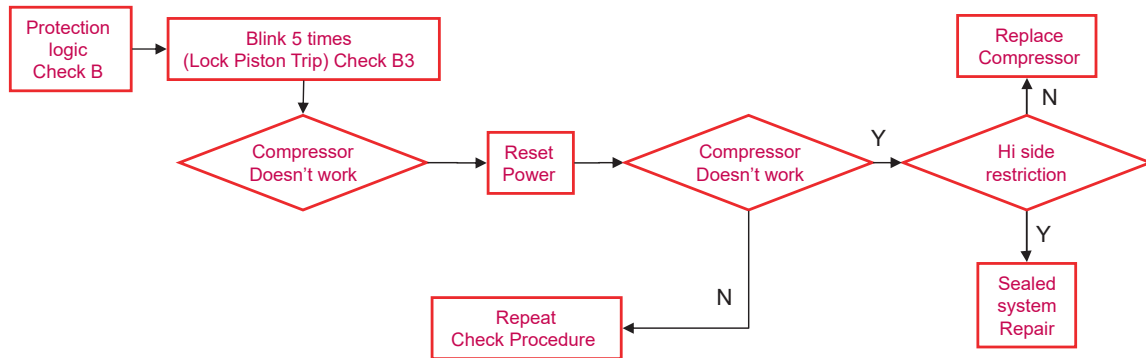 Protection
logic
Check B
Blink 5 times
(Lock Piston Trip) Check B3
Compressor
Doesn't work
Reset
Power
Compressor
Doesn't work
Y
Hi side
restriction
N
Replace
Compressor
Y
Sealed
system
Repair
N
Repeat
Check Procedure